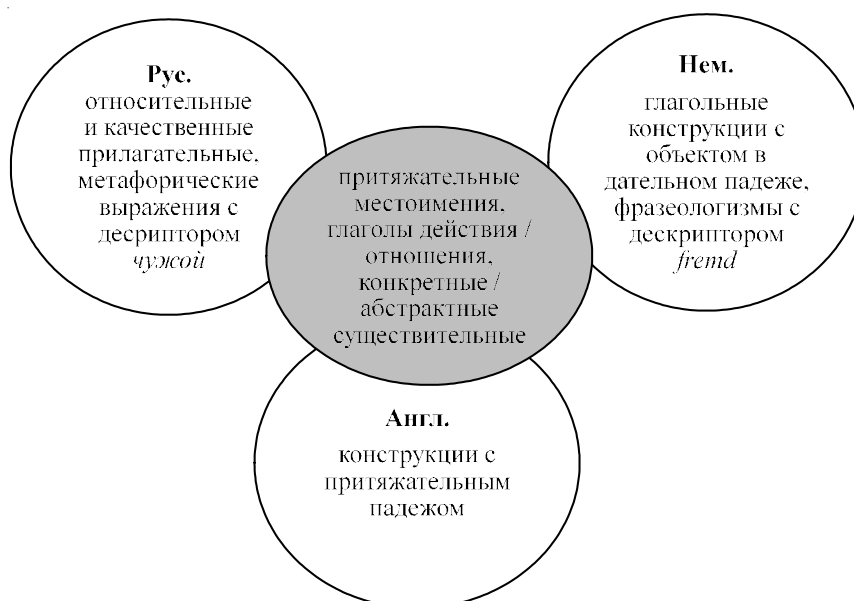 Рус.
относительные
и качественные
прилагательные,
метафорические
выражения с
десриптором
чужой
Нем.
глагольные
конструкции с
объектом в
дательном падеже,
фразеологизмы с
дескриптором
fremd
притяжательные
местоимения,
глаголы действия /
отношения,
конкретные /
абстрактные
существительные
Англ.
конструкции с
притяжательным
падежом